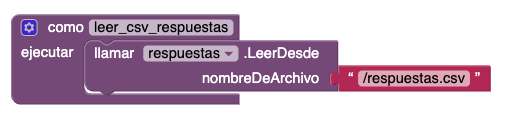 como leer_csv_respuestas
ejecutar llamar respuestas .LeerDesde
nombreDeArchivo " /respuestas.csv "